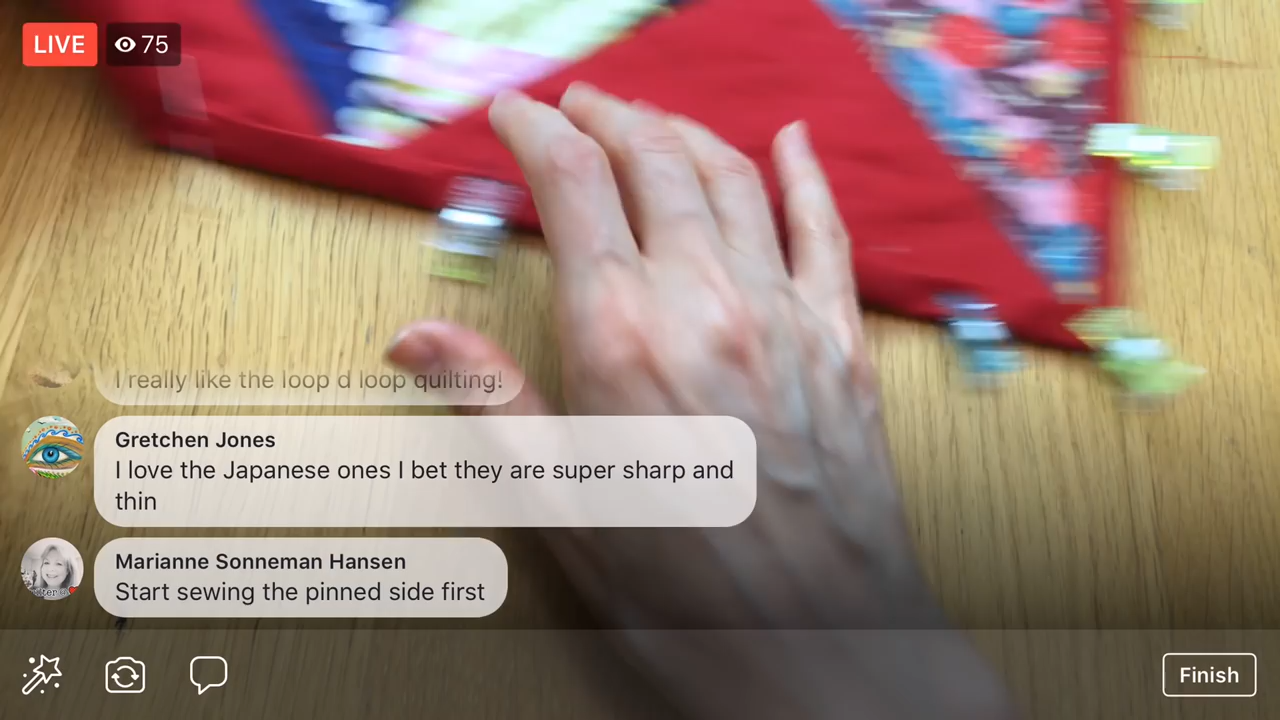 LIVE 75
I really like the loop d loop quilting!
Gretchen Jones
I love the Japanese ones I bet they are super sharp and
thin
Marianne Sonneman Hansen
Start sewing the pinned side first
Finish